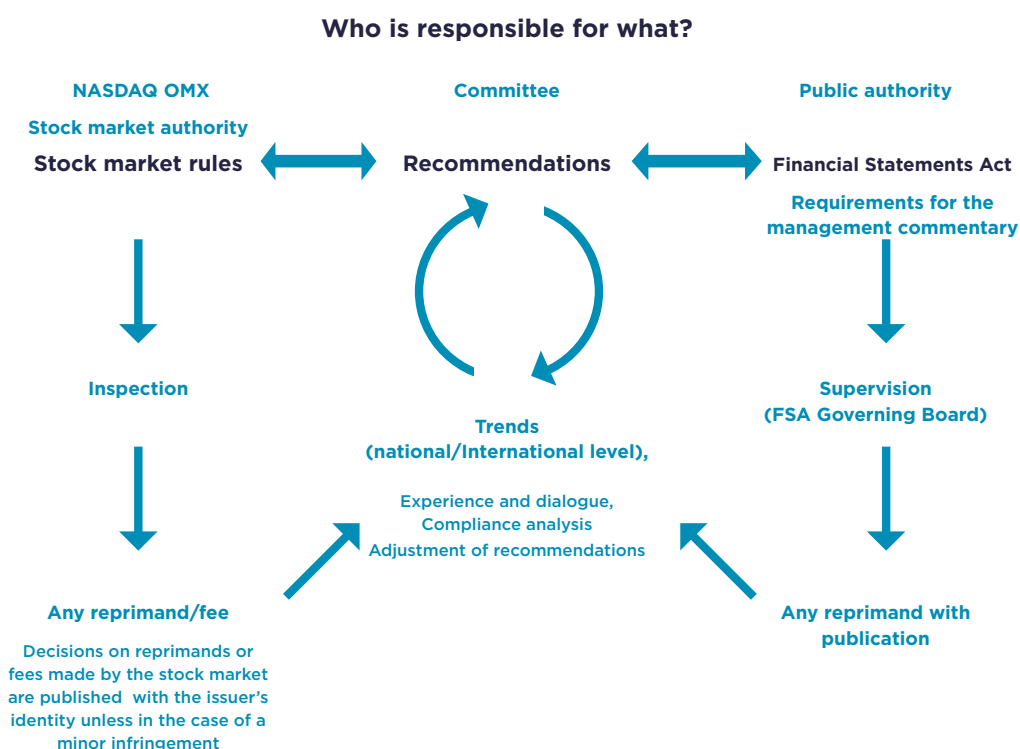 Who is responsible for what?
NASDAQ OMX
Stock market authority
Stock market rules
Committee
Recommendations
Public authority
Financial Statements Act
Requirements for the
management commentary
Inspection
Supervision
(FSA Governing Board)
Trends
(national/International level),
Experience and dialogue,
Compliance analysis
Adjustment of recommendations
Any reprimand/fee
Decisions on reprimands or
fees made by the stock market
are published  with the issuer’s
identity unless in the case of a
minor infringement
Any reprimand with
publication